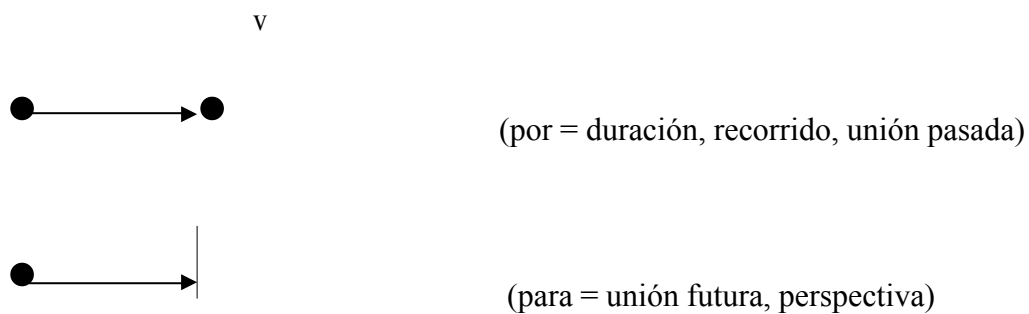 v
(por = duración, recorrido, unión pasada)
(para = unión futura, perspectiva)